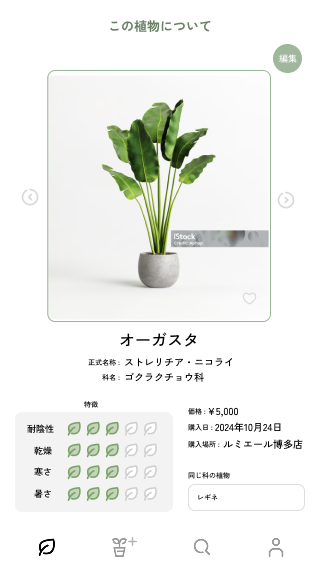 この植物について
編集
iStock
オーガスタ
正式名称： ストレリチア・ニコライ
科名： ゴクラクチョウ科
特徴
耐陰性
乾燥
寒さ
暑さ
価格：¥5,000
購入日：2024年10月24日
購入場所： ルミエール博多店
同じ科の植物
レギネ